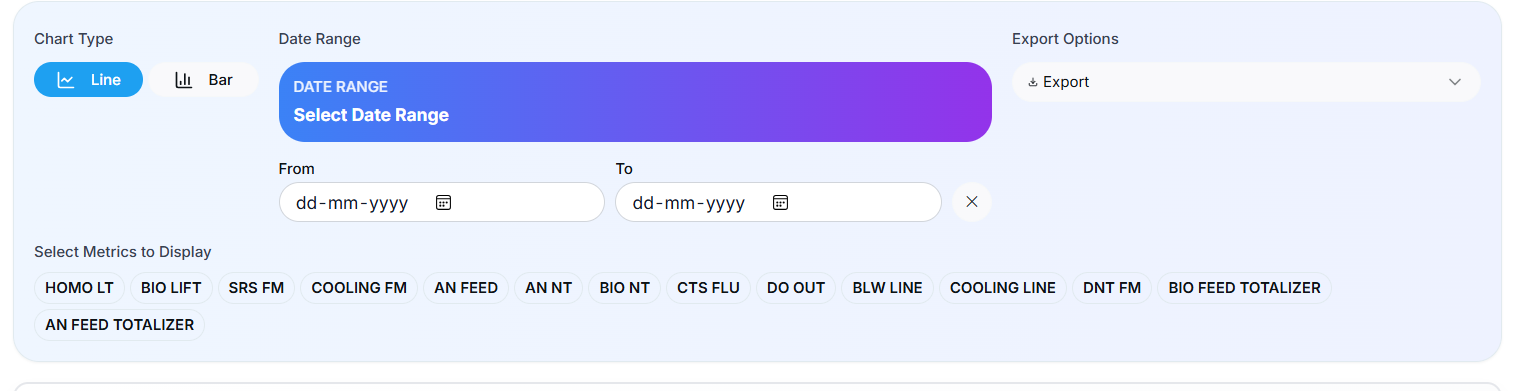 Chart Type
Line
Bar
Date Range
DATE RANGE
Select Date Range
From
To
dd-mm-yyyy
dd-mm-yyyy
Export Options
Export
Select Metrics to Display
HOMO LT BIO LIFT SRS FM COOLING FM AN FEED AN NT BIO NT CTS FLU DO OUT BLW LINE COOLING LINE DNT FM BIO FEED TOTALIZER
AN FEED TOTALIZER